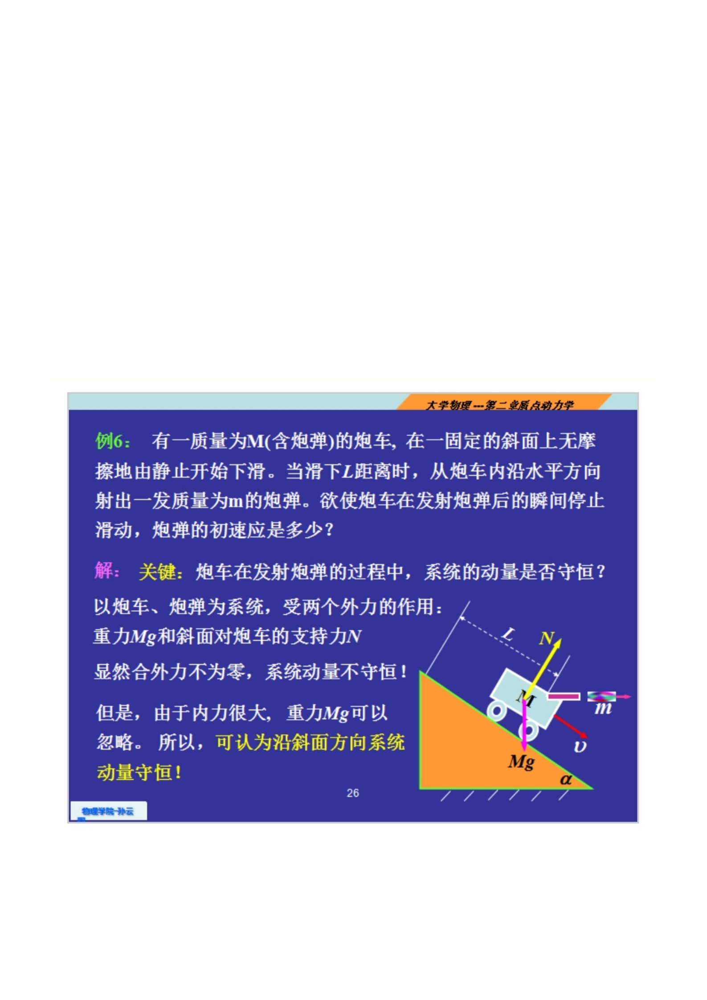 大学物理 ---第二章质点动力学
例6： 有一质量为M(含炮弹)的炮车, 在一固定的斜面上无摩
擦地由静止开始下滑。当滑下L距离时，从炮车内沿水平方向
射出一发质量为m的炮弹。欲使炮车在发射炮弹后的瞬间停止
滑动，炮弹的初速应是多少？
解： 关键：炮车在发射炮弹的过程中，系统的动量是否守恒？
以炮车、炮弹为系统，受两个外力的作用：
重力Mg和斜面对炮车的支持力N
显然合外力不为零，系统动量不守恒！
但是，由于内力很大, 重力Mg可以
忽略。 所以，可认为沿斜面方向系统
动量守恒！
L
N
M
m
υ
Mg
α
26
物理学院-孙云